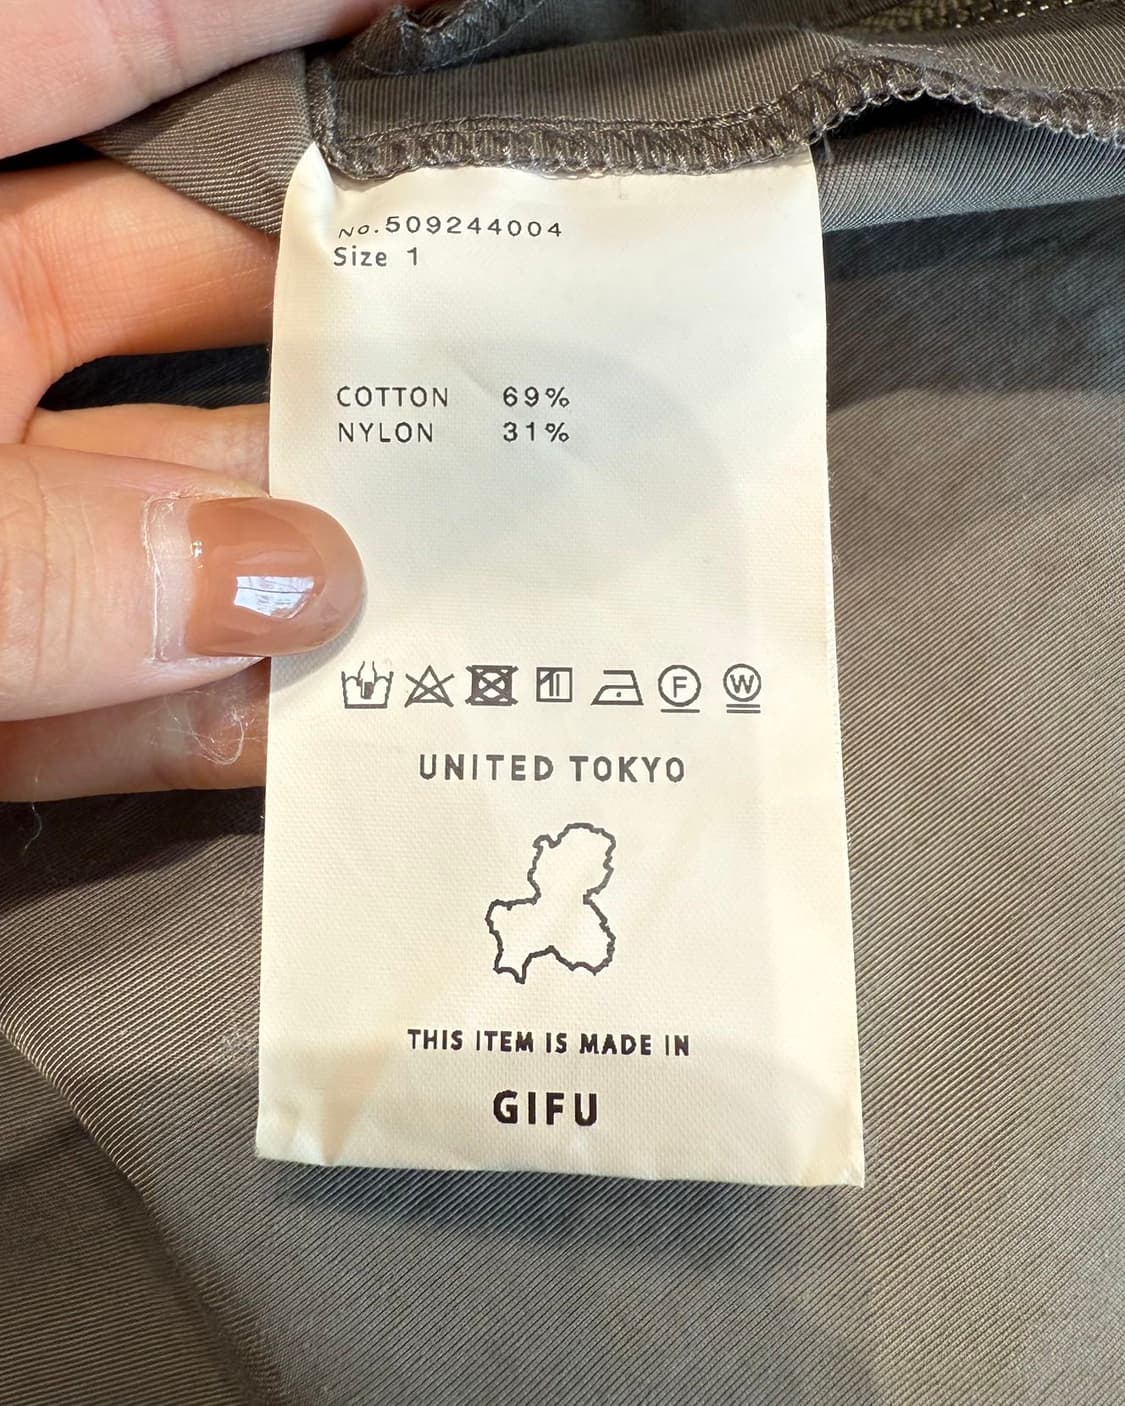 No.509244004
Size 1
COTTON 69%
NYLON 31%
F W
UNITED TOKYO
THIS ITEM IS MADE IN
GIFU